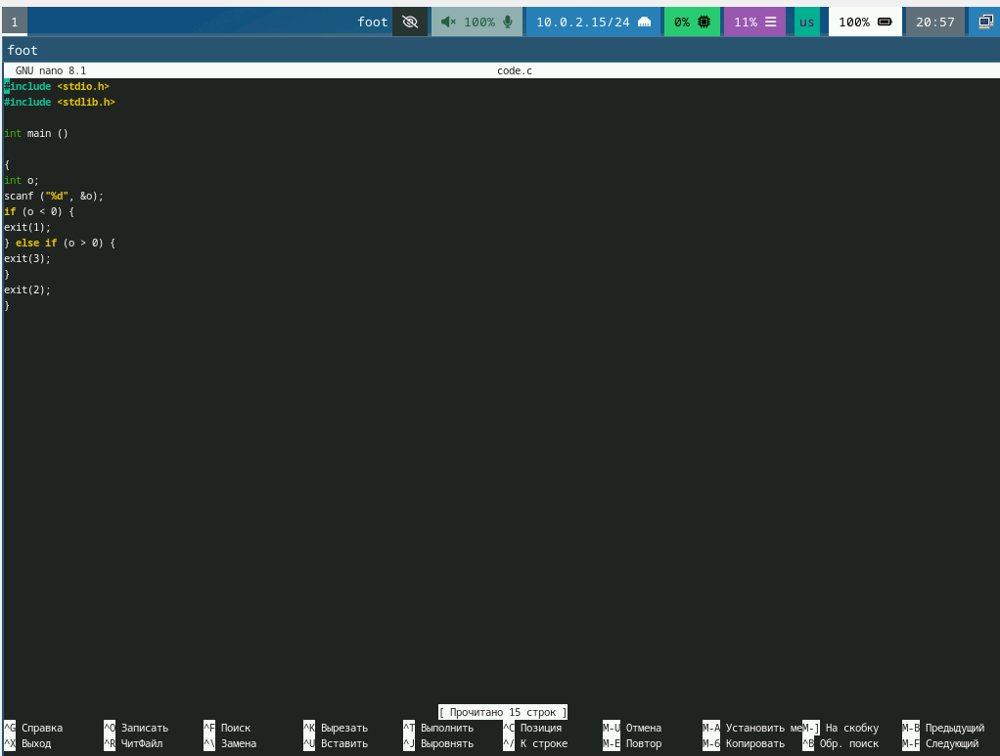 1 foot 100% 10.0.2.15/24 0% 11% us 100% 20:57
foot
GNU nano 8.1 code.c
#include <stdio.h>
#include <stdlib.h>
int main ()
{
int o;
scanf ("%d", &o);
if (o < 0) {
exit(1);
} else if (o > 0) {
exit(3);
}
exit(2);
}
[ Прочитано 15 строк ]
^G Справка ^O Записать ^F Поиск ^K Вырезать ^T Выполнить ^C Позиция M-U Отмена M-A Установить ме M-] На скобку M-B Предыдущий
^X Выход ^R ЧитФайл ^\ Замена ^U Вставить ^J Выровнять ^/ К строке M-E Повтор M-6 Копировать ^B Обр. поиск M-F Следующий